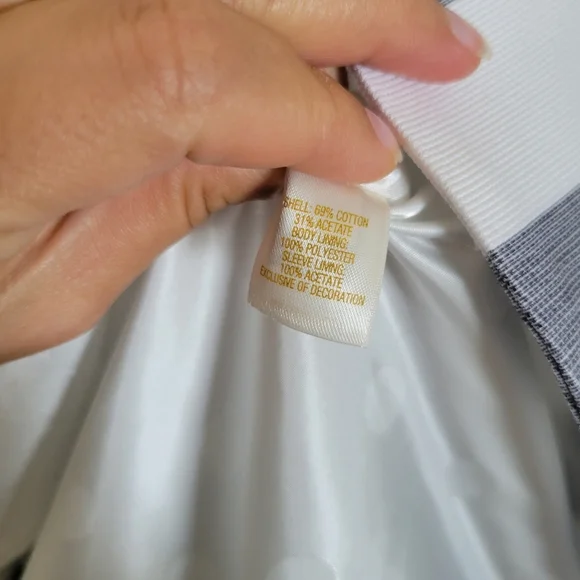 SHELL: 69% COTTON
31% ACETATE
BODY LINING:
100% POLYESTER
SLEEVE LINING:
100% ACETATE
EXCLUSIVE OF DECORATION